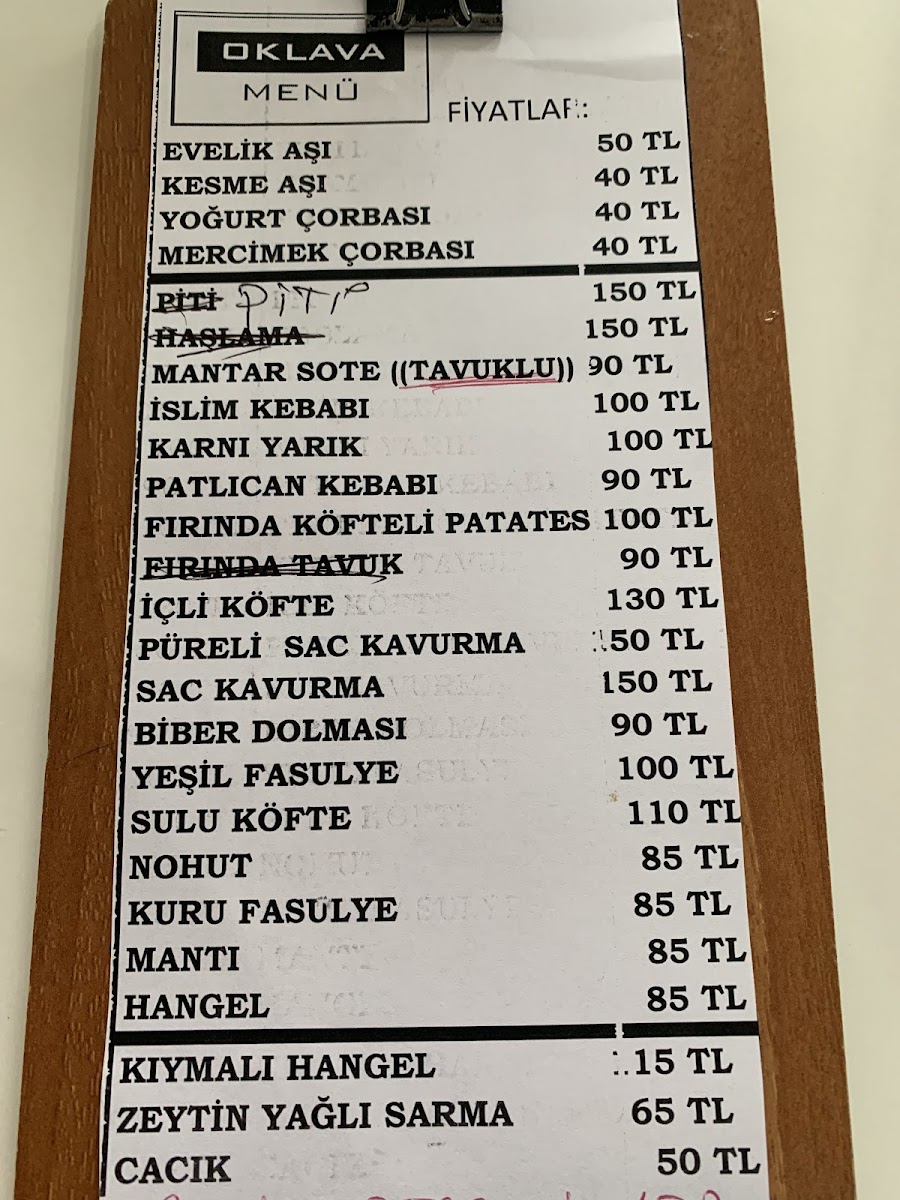 OKLAVA
MENÜ
FİYATLAR:
EVELİK AŞI 50 TL
KESME AŞI 40 TL
YOĞURT ÇORBASI 40 TL
MERCİMEK ÇORBASI 40 TL
PİTİ PİTİ 150 TL
HAŞLAMA 150 TL
MANTAR SOTE ((TAVUKLU)) 90 TL
İSLİM KEBABI 100 TL
KARNI YARIK 100 TL
PATLICAN KEBABI 90 TL
FIRINDA KÖFTELİ PATATES 100 TL
FIRINDA TAVUK 90 TL
İÇLİ KÖFTE 130 TL
PÜRELİ SAC KAVURMA 150 TL
SAC KAVURMA 150 TL
BİBER DOLMASI 90 TL
YEŞİL FASULYE 100 TL
SULU KÖFTE 110 TL
NOHUT 85 TL
KURU FASULYE 85 TL
MANTI 85 TL
HANGEL 85 TL
KIYMALI HANGEL 115 TL
ZEYTİN YAĞLI SARMA 65 TL
CACIK 50 TL